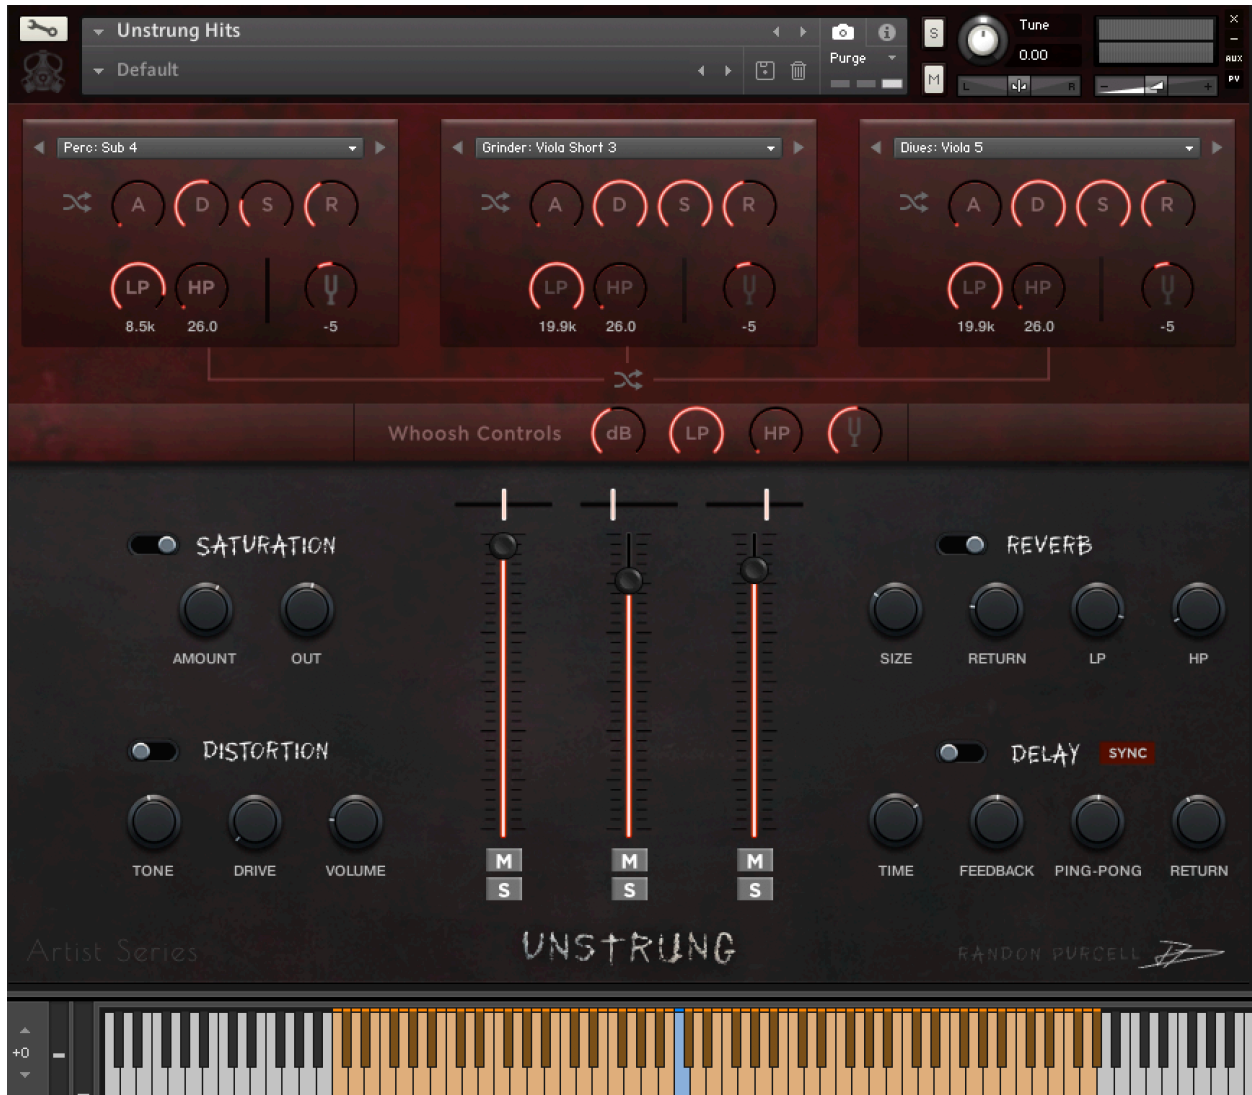 Unstrung Hits
Default
Purge
S
M
Tune
0.00
L R
- +
×
-
AUX
PV
Perc: Sub 4
A D S R
LP HP
8.5k 26.0 -5
Grinder: Viola Short 3
A D S R
LP HP
19.9k 26.0 -5
Dives: Viola 5
A D S R
LP HP
19.9k 26.0 -5
Whoosh Controls dB LP HP
SATURATION
AMOUNT OUT
DISTORTION
TONE DRIVE VOLUME
M M M
S S S
REVERB
SIZE RETURN LP HP
DELAY SYNC
TIME FEEDBACK PING-PONG RETURN
Artist Series
UNSTRUNG
RANDON PURCELL
+0